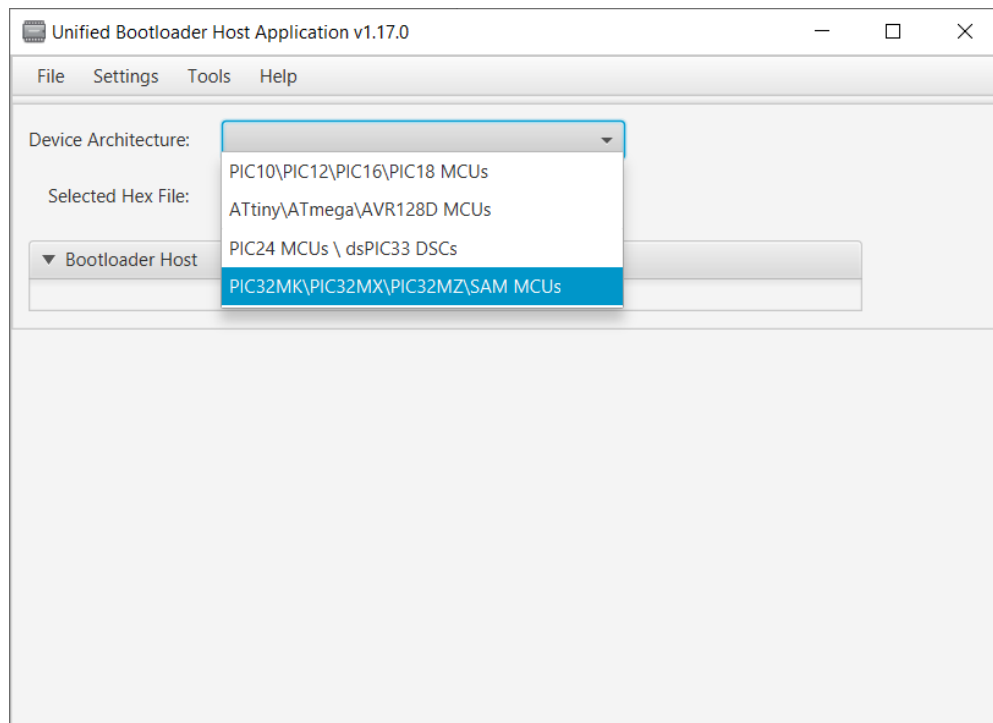 Unified Bootloader Host Application v1.17.0
File Settings Tools Help
Device Architecture:
PIC10\PIC12\PIC16\PIC18 MCUs
Selected Hex File:
ATtiny\ATmega\AVR128D MCUs
PIC24 MCUs \ dsPIC33 DSCs
Bootloader Host
PIC32MK\PIC32MX\PIC32MZ\SAM MCUs